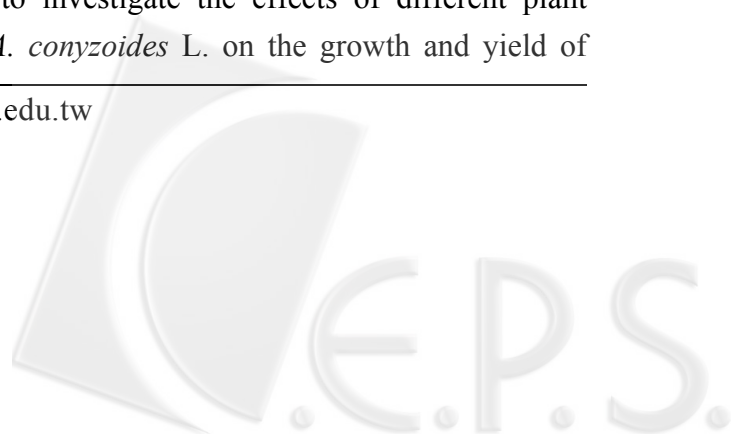 to investigate the effects of different plant
. conyzoides L. on the growth and yield of
.edu.tw
C.E.P.S.